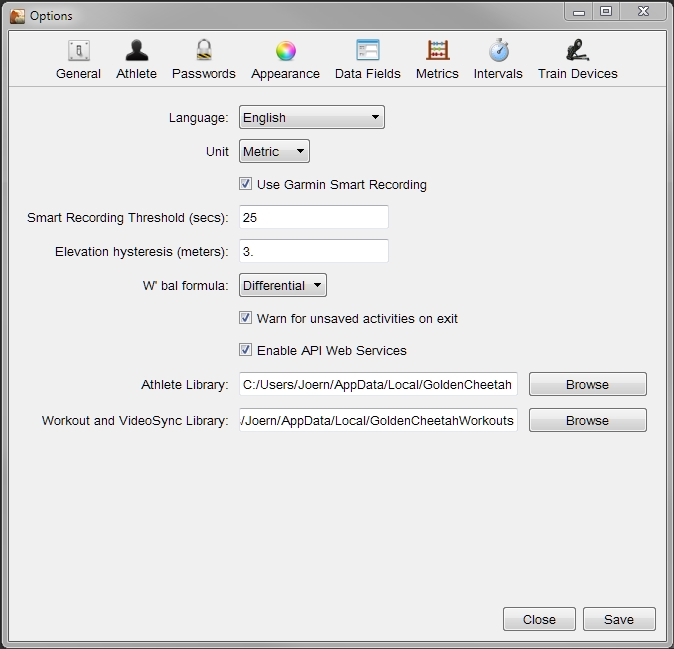 Options
General Athlete Passwords Appearance Data Fields Metrics Intervals Train Devices
Language: English
Unit Metric
Use Garmin Smart Recording
Smart Recording Threshold (secs): 25
Elevation hysteresis (meters): 3.
W' bal formula: Differential
Warn for unsaved activities on exit
Enable API Web Services
Athlete Library: C:/Users/Joern/AppData/Local/GoldenCheetah Browse
Workout and VideoSync Library: /Joern/AppData/Local/GoldenCheetahWorkouts Browse
Close Save